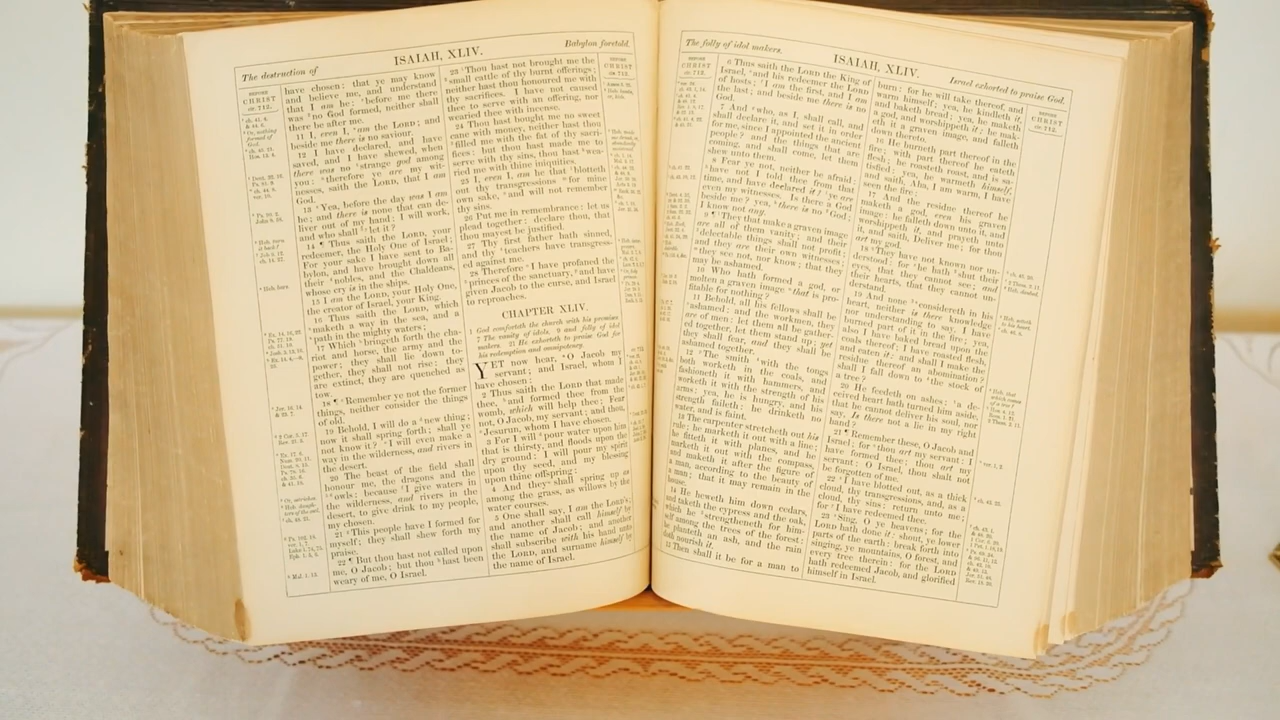 The destruction of
ISAIAH, XLIV.
Babylon foretold.
BEFORE
CHRIST
cir. 712.
have chosen: that ye may know
and believe me, and understand
that I am he: before me there
was no God formed, neither shall
there be after me.
11 I, even I, am the LORD; and
beside me there is no saviour.
12 I have declared, and have
saved, and I have shewed, when
there was no strange god among
you: therefore ye are my wit-
nesses, saith the LORD, that I am
God.
13 Yea, before the day was I am
he; and there is none that can de-
liver out of my hand: I will work,
and who shall let it?
14 ¶ Thus saith the LORD, your
redeemer, the Holy One of Israel;
For your sake I have sent to Ba-
bylon, and have brought down all
their nobles, and the Chaldeans,
whose cry is in the ships.
15 I am the LORD, your Holy One,
the creator of Israel, your King.
16 Thus saith the LORD, which
maketh a way in the sea, and a
path in the mighty waters;
17 Which bringeth forth the cha-
riot and horse, the army and the
power; they shall lie down to-
gether, they shall not rise: they
are extinct, they are quenched as
tow.
18 ¶ Remember ye not the former
things, neither consider the things
of old.
19 Behold, I will do a new thing;
now it shall spring forth; shall ye
not know it? I will even make a
way in the wilderness, and rivers in
the desert.
20 The beast of the field shall
honour me, the dragons and the
owls: because I give waters in
the wilderness, and rivers in the
desert, to give drink to my people,
my chosen.
21 This people have I formed for
myself; they shall shew forth my
praise.
22 ¶ But thou hast not called upon
me, O Jacob; but thou hast been
weary of me, O Israel.
23 Thou hast not brought me the
small cattle of thy burnt offerings;
neither hast thou honoured me with
thy sacrifices. I have not caused
thee to serve with an offering, nor
wearied thee with incense.
24 Thou hast bought me no sweet
cane with money, neither hast thou
filled me with the fat of thy sacri-
fices: but thou hast made me to
serve with thy sins, thou hast wea-
ried me with thine iniquities.
25 I, even I, am he that blotteth
out thy transgressions for mine
own sake, and will not remember
thy sins.
26 Put me in remembrance: let us
plead together: declare thou, that
thou mayest be justified.
27 Thy first father hath sinned,
and thy teachers have transgress-
ed against me.
28 Therefore I have profaned the
princes of the sanctuary, and have
given Jacob to the curse, and Israel
to reproaches.
CHAPTER XLIV.
1 God comforteth the church with his promises
7 The vanity of idols, 9 and folly of idol
makers. 21 He exhorteth to praise God for
his redemption and omnipotency.
YET now hear, O Jacob my
servant; and Israel, whom I
have chosen:
2 Thus saith the LORD that made
thee, and formed thee from the
womb, which will help thee; Fear
not, O Jacob, my servant; and thou,
Jesurun, whom I have chosen.
3 For I will pour water upon him
that is thirsty, and floods upon the
dry ground: I will pour my spirit
upon thy seed, and my blessing
upon thine offspring:
4 And they shall spring up as
among the grass, as willows by the
water courses.
5 One shall say, I am the LORD's;
and another shall call himself by
the name of Jacob; and another
shall subscribe with his hand unto
the LORD, and surname himself by
the name of Israel.
BEFORE
CHRIST
cir. 712.
The folly of idol makers.
ISAIAH, XLIV.
Israel exhorted to praise God.
BEFORE
CHRIST
cir. 712.
6 Thus saith the LORD the King of
Israel, and his redeemer the LORD
of hosts; I am the first, and I am
the last; and beside me there is no
God.
7 And who, as I, shall call, and
shall declare it, and set it in order
for me, since I appointed the ancient
people? and the things that are
coming, and shall come, let them
shew unto them.
8 Fear ye not, neither be afraid:
have not I told thee from that
time, and have declared it? ye are
even my witnesses. Is there a God
beside me? yea, there is no God;
I know not any.
9 ¶ They that make a graven image
are all of them vanity; and their
delectable things shall not profit;
and they are their own witnesses;
they see not, nor know; that they
may be ashamed.
10 Who hath formed a god, or
molten a graven image that is pro-
fitable for nothing?
11 Behold, all his fellows shall be
ashamed: and the workmen, they
are of men: let them all be gather-
ed together, let them stand up; yet
they shall fear, and they shall be
ashamed together.
12 The smith with the tongs
both worketh in the coals, and
fashioneth it with hammers, and
worketh it with the strength of his
arms: yea, he is hungry, and his
strength faileth: he drinketh no
water, and is faint.
13 The carpenter stretcheth out his
rule; he marketh it out with a line;
he fitteth it with planes, and he
marketh it out with the compass,
and maketh it after the figure of
a man, according to the beauty of
a man; that it may remain in the
house.
14 He heweth him down cedars,
and taketh the cypress and the oak,
which he strengtheneth for him-
self among the trees of the forest:
he planteth an ash, and the rain
doth nourish it.
15 Then shall it be for a man to
burn: for he will take thereof, and
warm himself; yea, he kindleth it,
and baketh bread; yea, he maketh
a god, and worshippeth it; he mak-
eth it a graven image, and falleth
down thereto.
16 He burneth part thereof in the
fire; with part thereof he eateth
flesh; he roasteth roast, and is sa-
tisfied: yea, he warmeth himself,
and saith, Aha, I am warm, I have
seen the fire:
17 And the residue thereof he
maketh a god, even his graven
image: he falleth down unto it, and
worshippeth it, and prayeth unto
it, and saith, Deliver me; for thou
art my god.
18 They have not known nor un-
derstood: for he hath shut their
eyes, that they cannot see; and
their hearts, that they cannot un-
derstand.
19 And none considereth in his
heart, neither is there knowledge
nor understanding to say, I have
burned part of it in the fire; yea,
also I have baked bread upon the
coals thereof; I have roasted flesh,
and eaten it: and shall I make the
residue thereof an abomination?
shall I fall down to the stock of
a tree?
20 He feedeth on ashes: a de-
ceived heart hath turned him aside,
that he cannot deliver his soul, nor
say, Is there not a lie in my right
hand?
21 ¶ Remember these, O Jacob and
Israel; for thou art my servant: I
have formed thee; thou art my
servant: O Israel, thou shalt not
be forgotten of me.
22 I have blotted out, as a thick
cloud, thy transgressions, and, as a
cloud, thy sins: return unto me;
for I have redeemed thee.
23 Sing, O ye heavens; for the
LORD hath done it: shout, ye lower
parts of the earth: break forth into
singing, ye mountains, O forest, and
every tree therein: for the LORD
hath redeemed Jacob, and glorified
himself in Israel.
BEFORE
CHRIST
cir. 712.